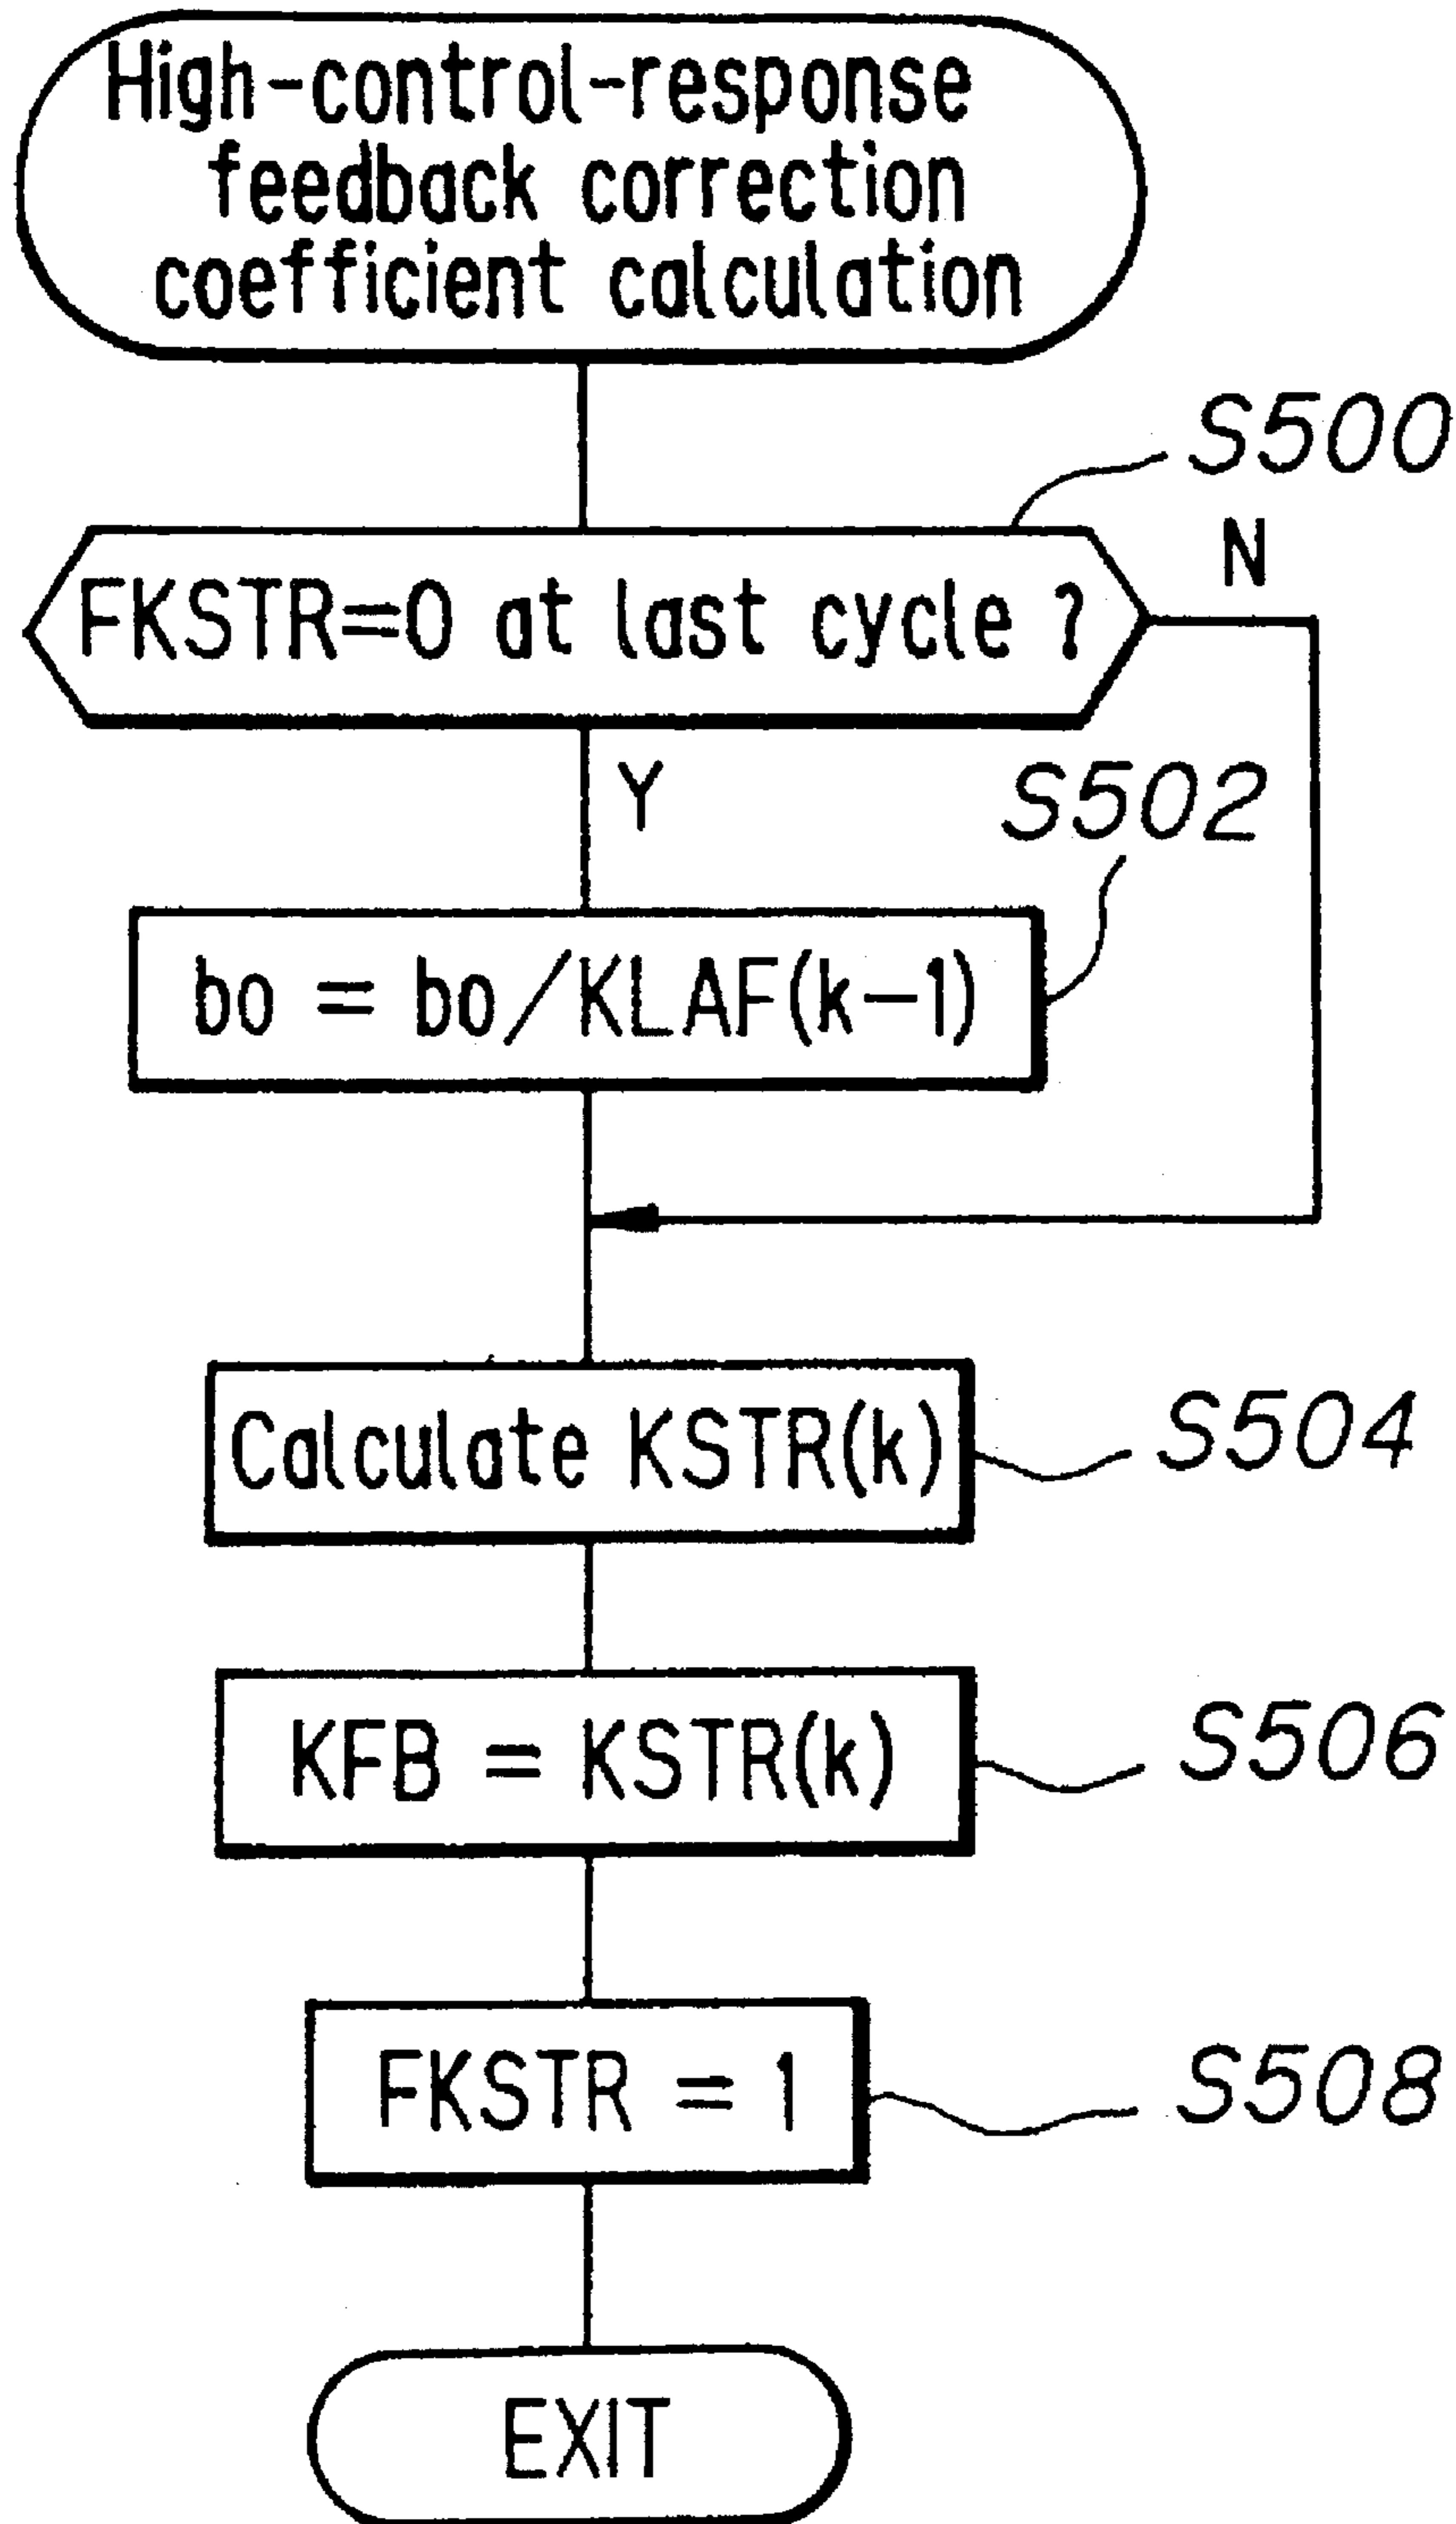 High-control-response
feedback correction
coefficient calculation
S500
FKSTR=0 at last cycle ?
N
Y
S502
bo = bo/KLAF(k-1)
Calculate KSTR(k)
S504
KFB = KSTR(k)
S506
FKSTR = 1
S508
EXIT